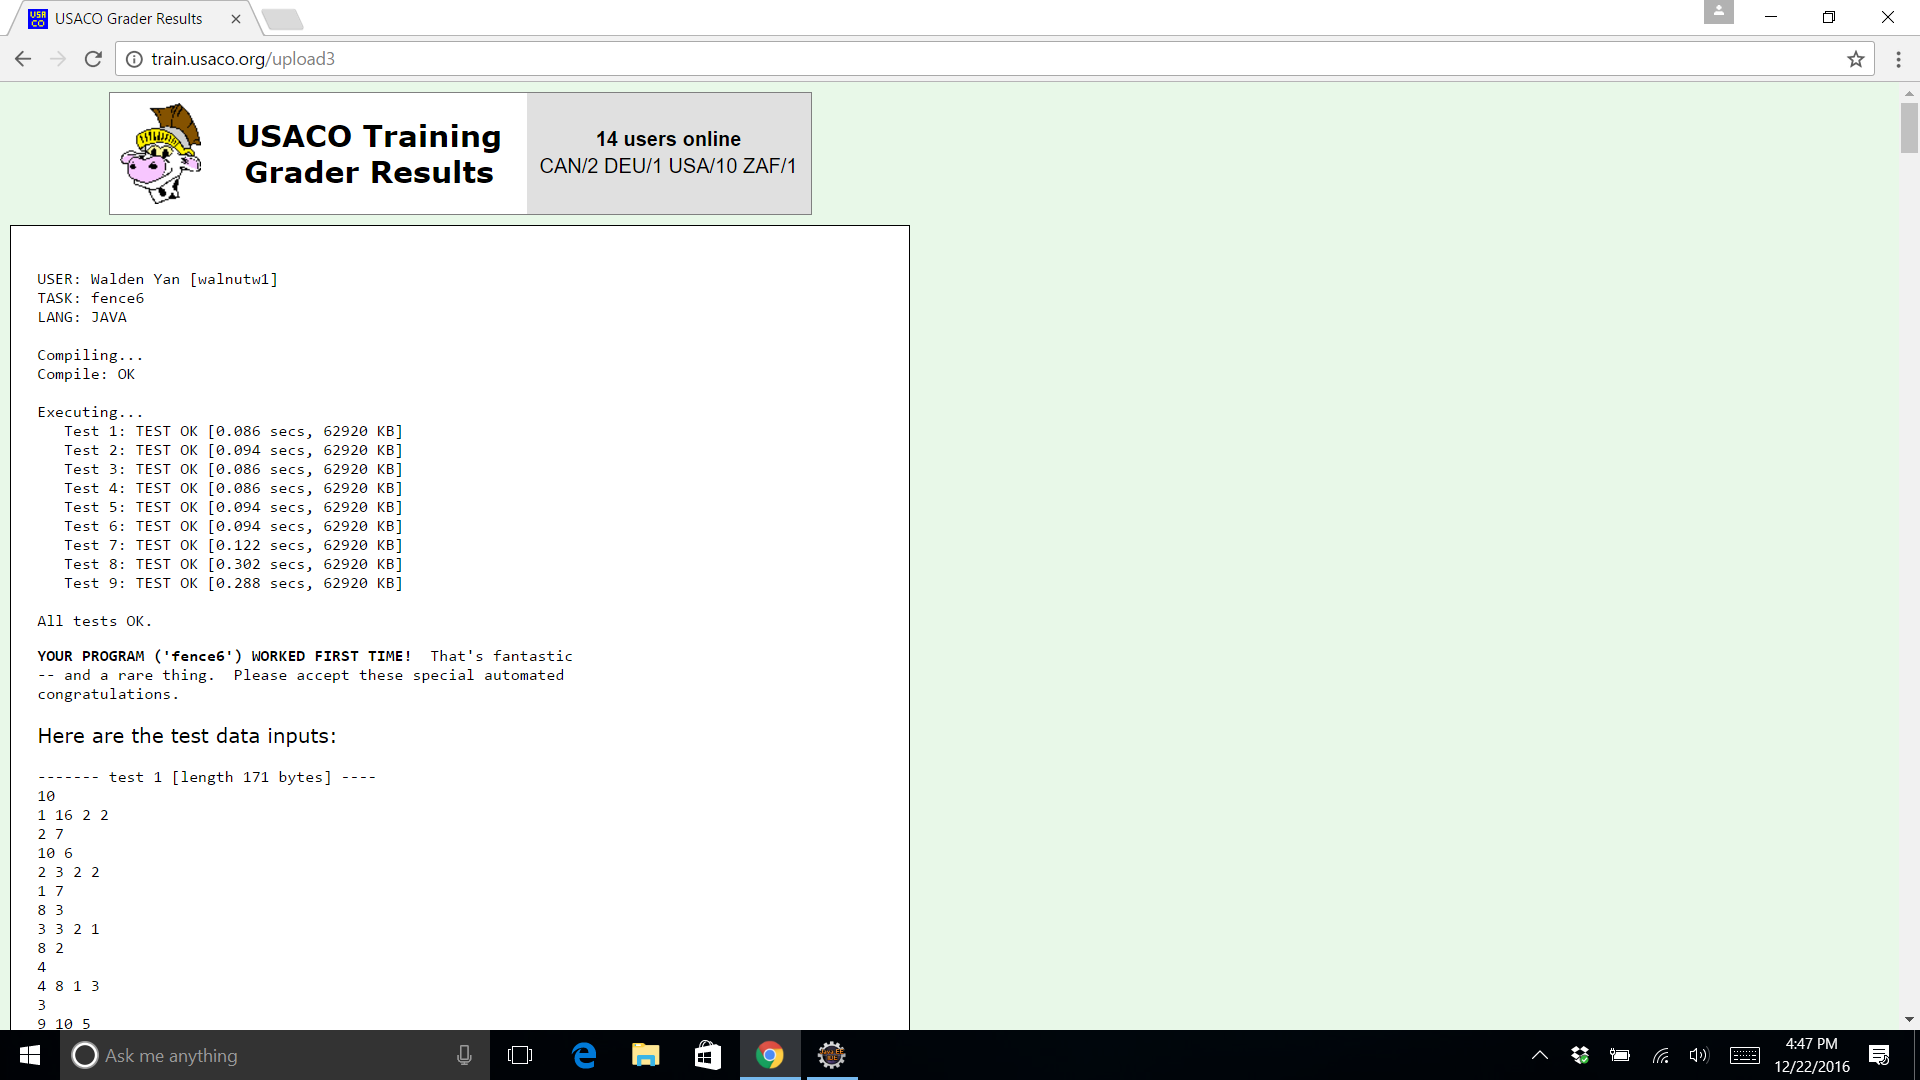 USACO Grader Results
train.usaco.org/upload3
USACO Training
Grader Results
14 users online
CAN/2 DEU/1 USA/10 ZAF/1
USER: Walden Yan [walnutw1]
TASK: fence6
LANG: JAVA
Compiling...
Compile: OK
Executing...
Test 1: TEST OK [0.086 secs, 62920 KB]
Test 2: TEST OK [0.094 secs, 62920 KB]
Test 3: TEST OK [0.086 secs, 62920 KB]
Test 4: TEST OK [0.086 secs, 62920 KB]
Test 5: TEST OK [0.094 secs, 62920 KB]
Test 6: TEST OK [0.094 secs, 62920 KB]
Test 7: TEST OK [0.122 secs, 62920 KB]
Test 8: TEST OK [0.302 secs, 62920 KB]
Test 9: TEST OK [0.288 secs, 62920 KB]
All tests OK.
YOUR PROGRAM ('fence6') WORKED FIRST TIME!  That's fantastic
-- and a rare thing.  Please accept these special automated
congratulations.
Here are the test data inputs:
------- test 1 [length 171 bytes] ----
10
1 16 2 2
2 7
10 6
2 3 2 2
1 7
8 3
3 3 2 1
8 2
4
4 8 1 3
3
9 10 5
Ask me anything
4:47 PM
12/22/2016